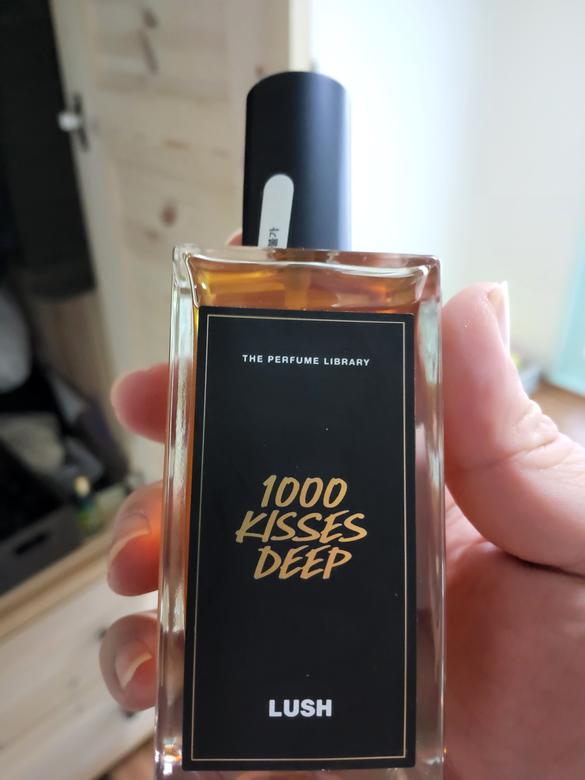 THE PERFUME LIBRARY
1000
KISSES
DEEP
LUSH